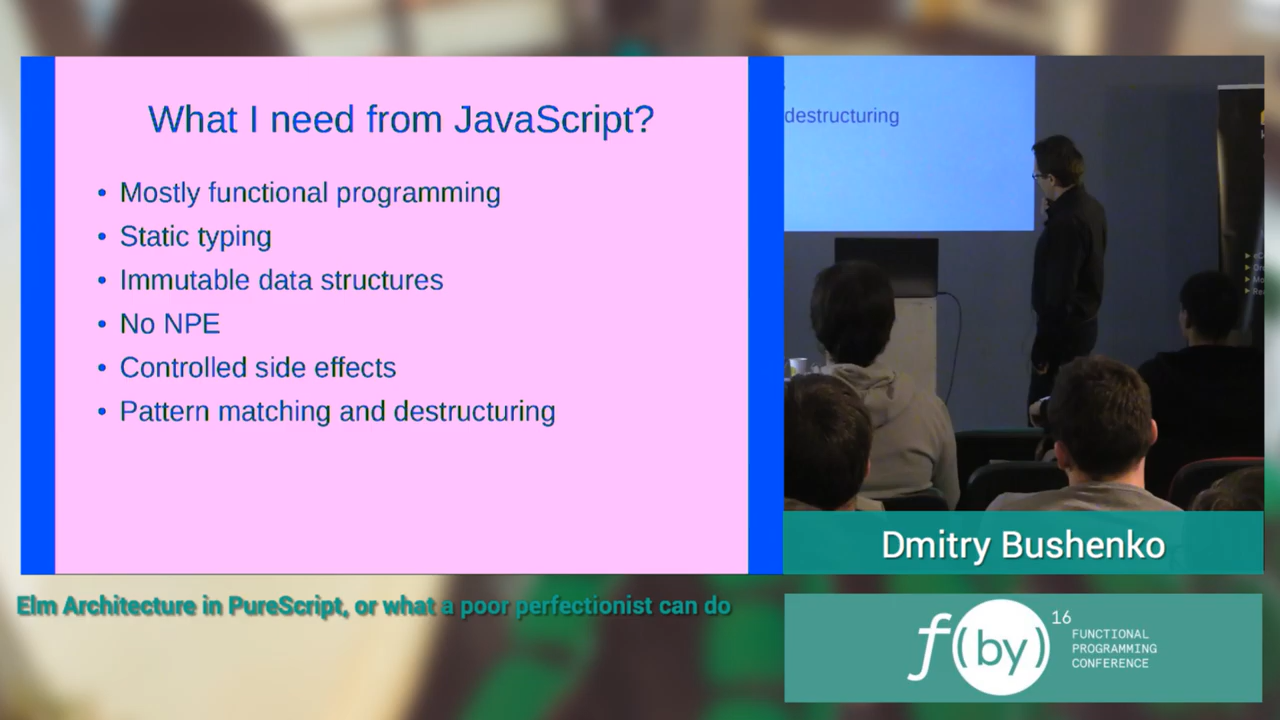 What I need from JavaScript?
• Mostly functional programming
• Static typing
• Immutable data structures
• No NPE
• Controlled side effects
• Pattern matching and destructuring
destructuring
Dmitry Bushenko
Elm Architecture in PureScript, or what a poor perfectionist can do
f(by)16
FUNCTIONAL
PROGRAMMING
CONFERENCE